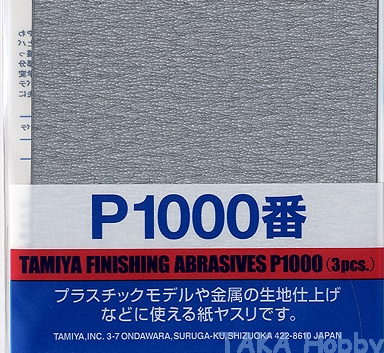 P1000番
TAMIYA FINISHING ABRASIVES P1000 (3pcs.)
プラスチックモデルや金属の生地仕上げ
などに使える紙ヤスリです。
TAMIYA, INC. 3-7 ONDAWARA, SURUGA-KU, SHIZUOKA 422-8610 JAPAN
TAKA Hobby